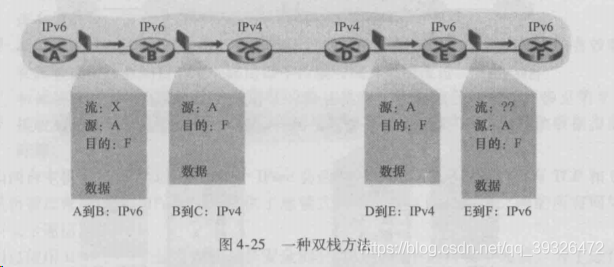 IPv6 IPv6 IPv4 IPv4 IPv6 IPv6
A B C D E F
流：X
源：A
目的：F
数据
源：A
目的：F
数据
源：A
目的：F
数据
流：??
源：A
目的：F
数据
A到B：IPv6 B到C：IPv4 D到E：IPv4 E到F：IPv6
图4-25 一种双栈方法
https://blog.csdn.net/qq_39326472